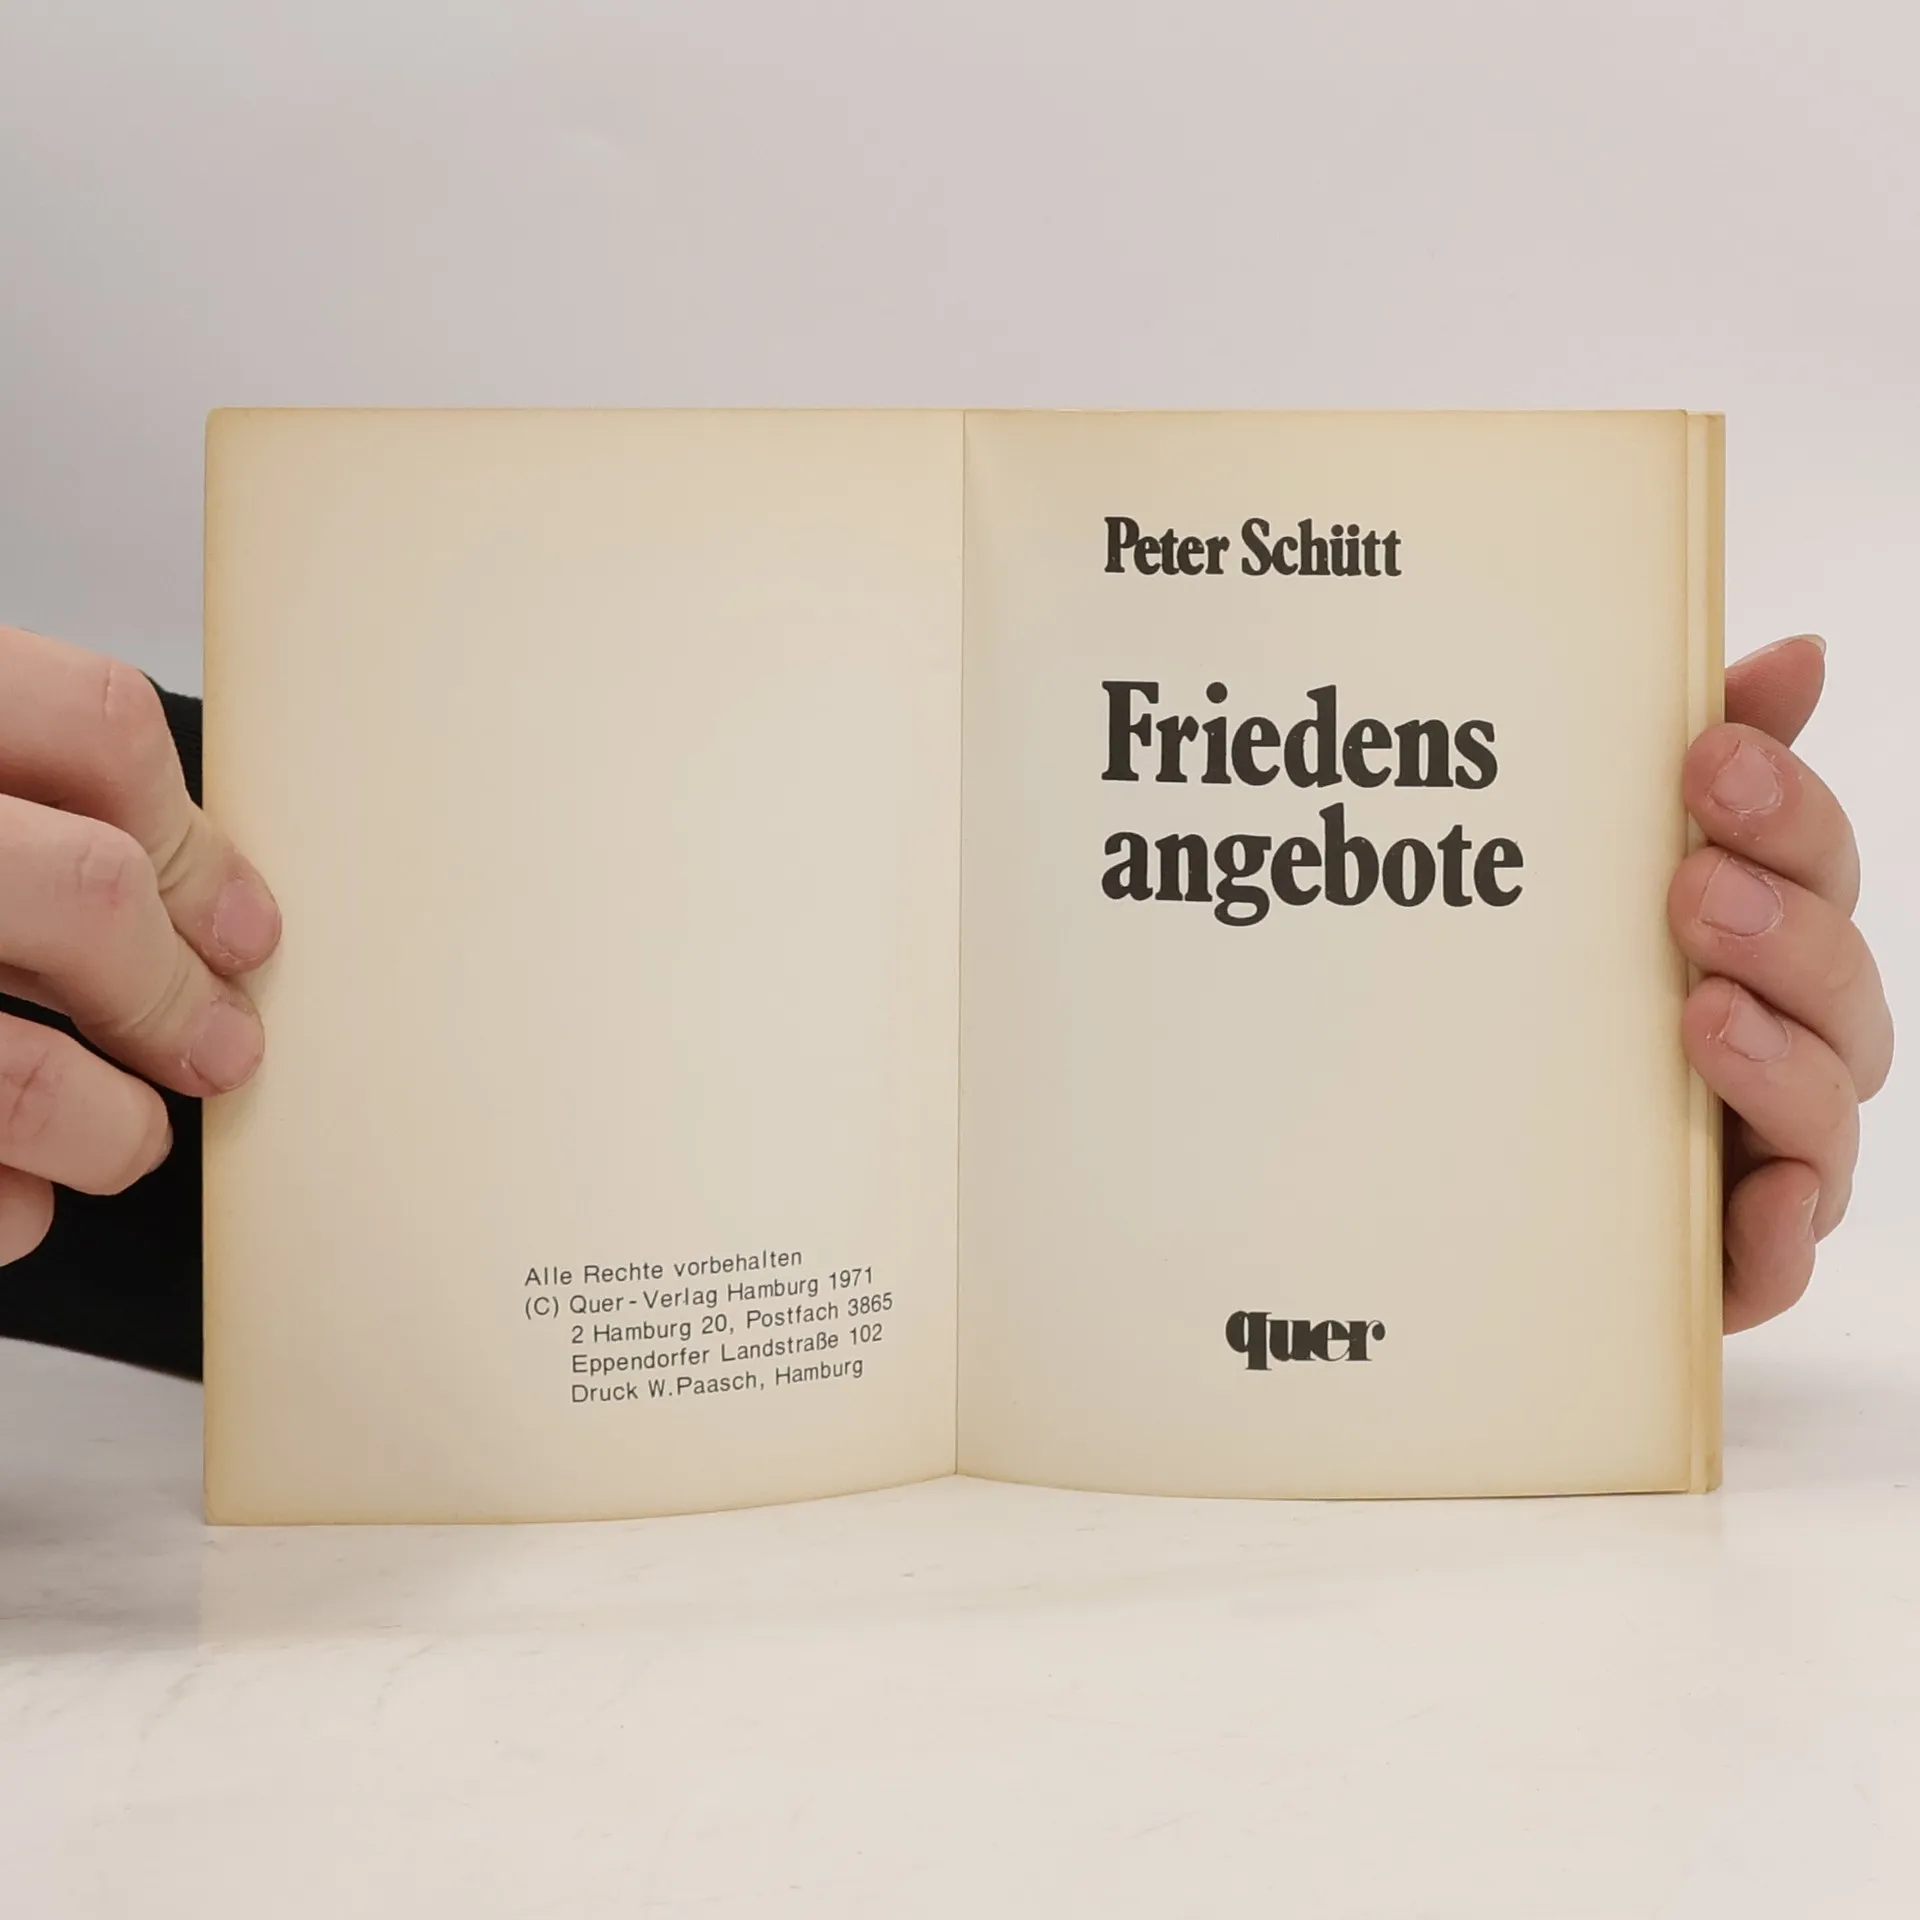 Alle Rechte vorbehalten
(C) Quer-Verlag Hamburg 1971
2 Hamburg 20, Postfach 3865
Eppendorfer Landstraße 102
Druck W.Paasch, Hamburg
Peter Schütt
Friedens
angebote
quer